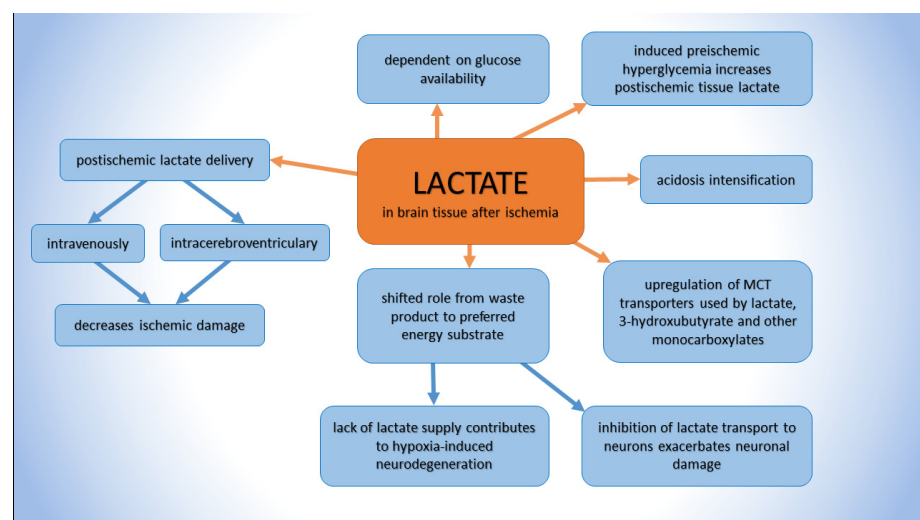 dependent on glucose
availability
induced preischemic
hyperglycemia increases
postischemic tissue lactate
postischemic lactate delivery
LACTATE
in brain tissue after ischemia
acidosis intensification
intravenously
intracerebroventriculary
shifted role from waste
product to preferred
energy substrate
upregulation of MCT
transporters used by lactate,
3-hydroxubutyrate and other
monocarboxylates
decreases ischemic damage
lack of lactate supply contributes
to hypoxia-induced
neurodegeneration
inhibition of lactate transport to
neurons exacerbates neuronal
damage